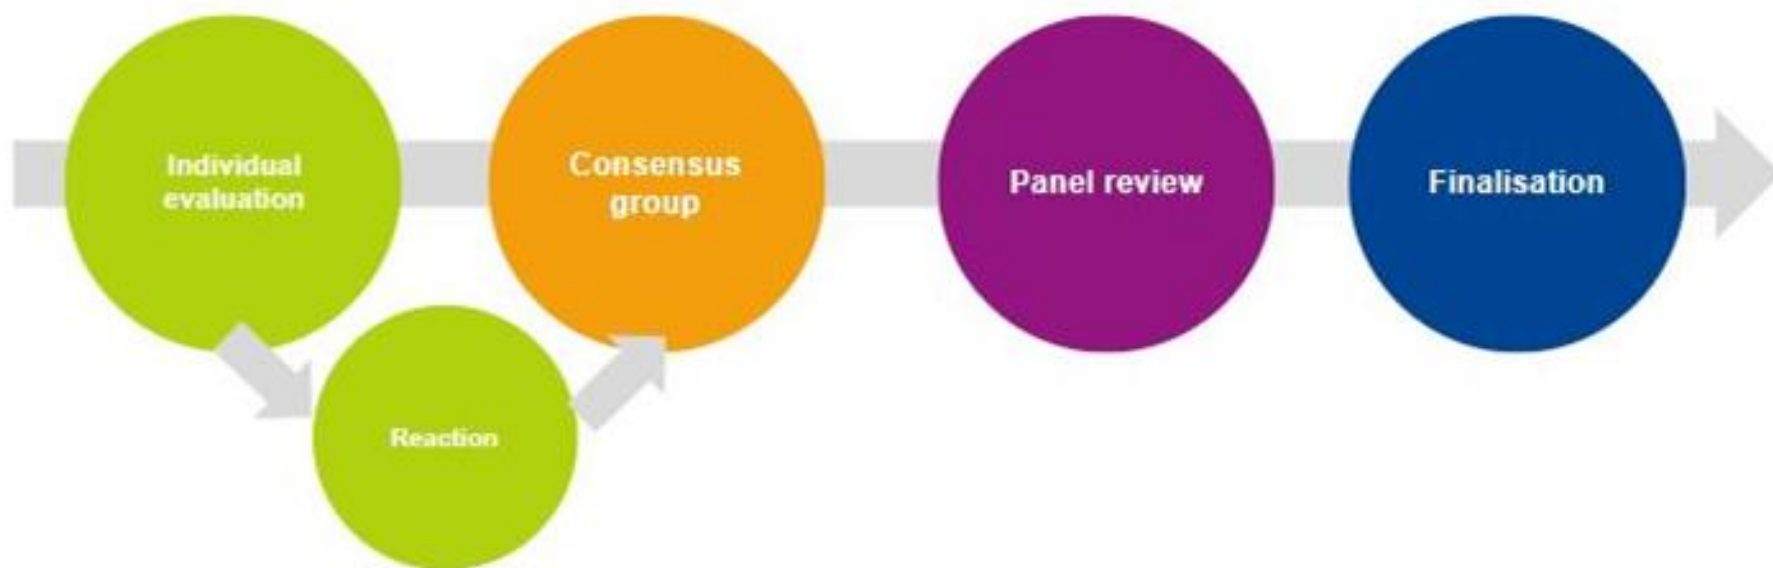 Individual
evaluation
Consensus
group
Panel review
Finalisation
Reaction